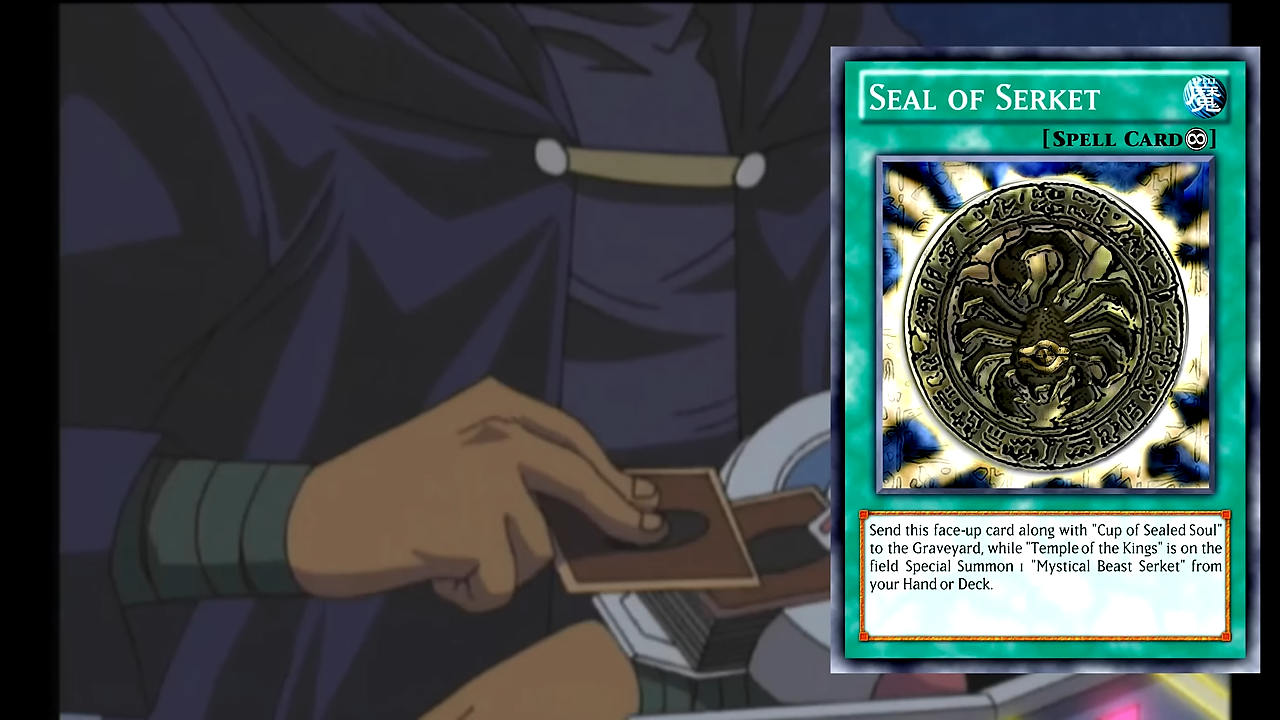 SEAL OF SERKET
魔
[SPELL CARD♾]
Send this face-up card along with "Cup of Sealed Soul"
to the Graveyard, while "Temple of the Kings" is on the
field Special Summon 1 "Mystical Beast Serket" from
your Hand or Deck.